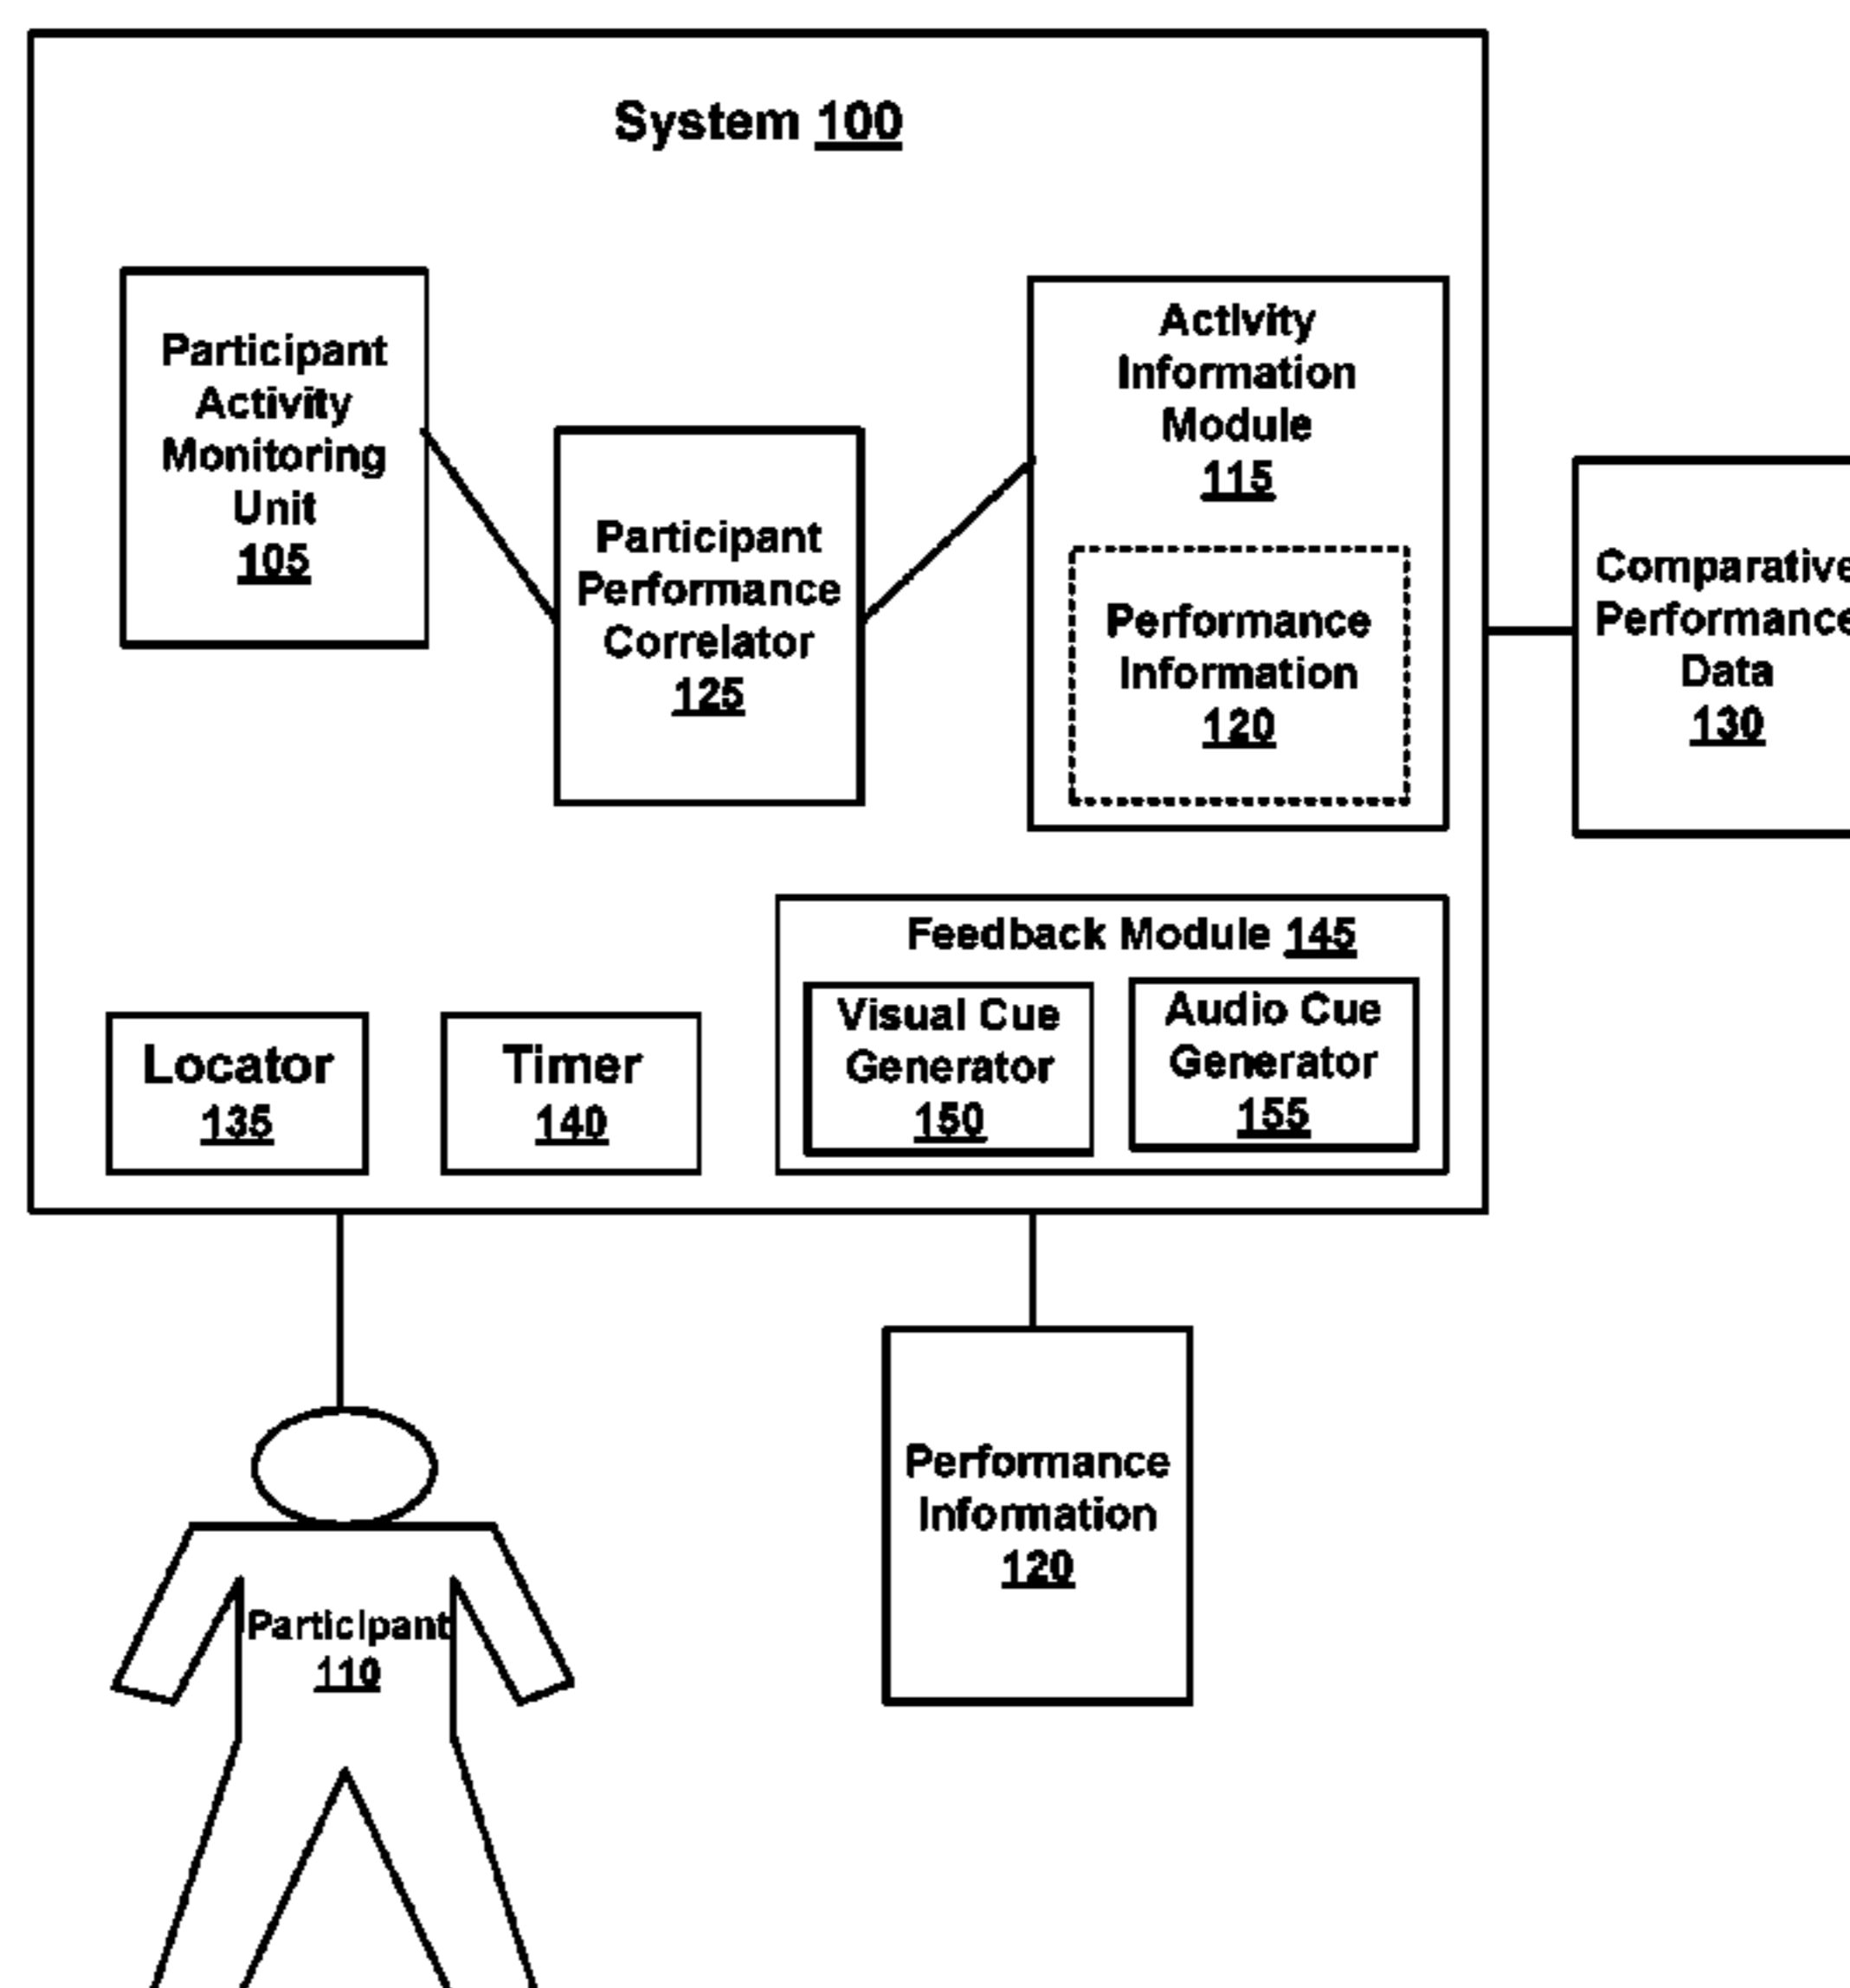 System 100
Participant
Activity
Monitoring
Unit
105
Participant
Performance
Correlator
125
Activity
Information
Module
115
Performance
Information
120
Comparative
Performance
Data
130
Locator
135
Timer
140
Feedback Module 145
Visual Cue
Generator
150
Audio Cue
Generator
155
Participant
110
Performance
Information
120